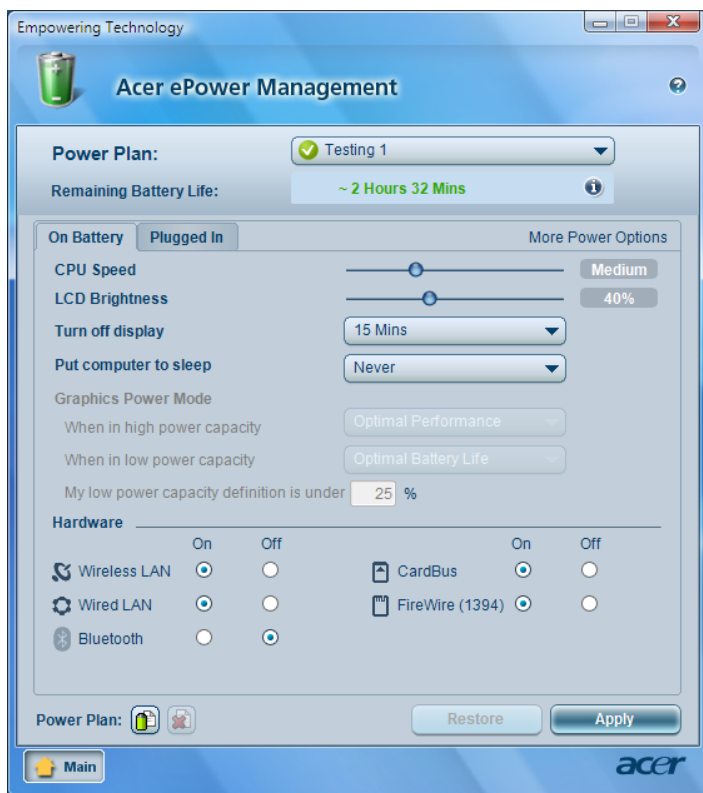 Empowering Technology
Acer ePower Management
Power Plan: Testing 1
Remaining Battery Life: ~ 2 Hours 32 Mins
On Battery Plugged In More Power Options
CPU Speed Medium
LCD Brightness 40%
Turn off display 15 Mins
Put computer to sleep Never
Graphics Power Mode
When in high power capacity Optimal Performance
When in low power capacity Optimal Battery Life
My low power capacity definition is under 25 %
Hardware
On Off On Off
Wireless LAN CardBus
Wired LAN FireWire (1394)
Bluetooth
Power Plan: Restore Apply
Main acer